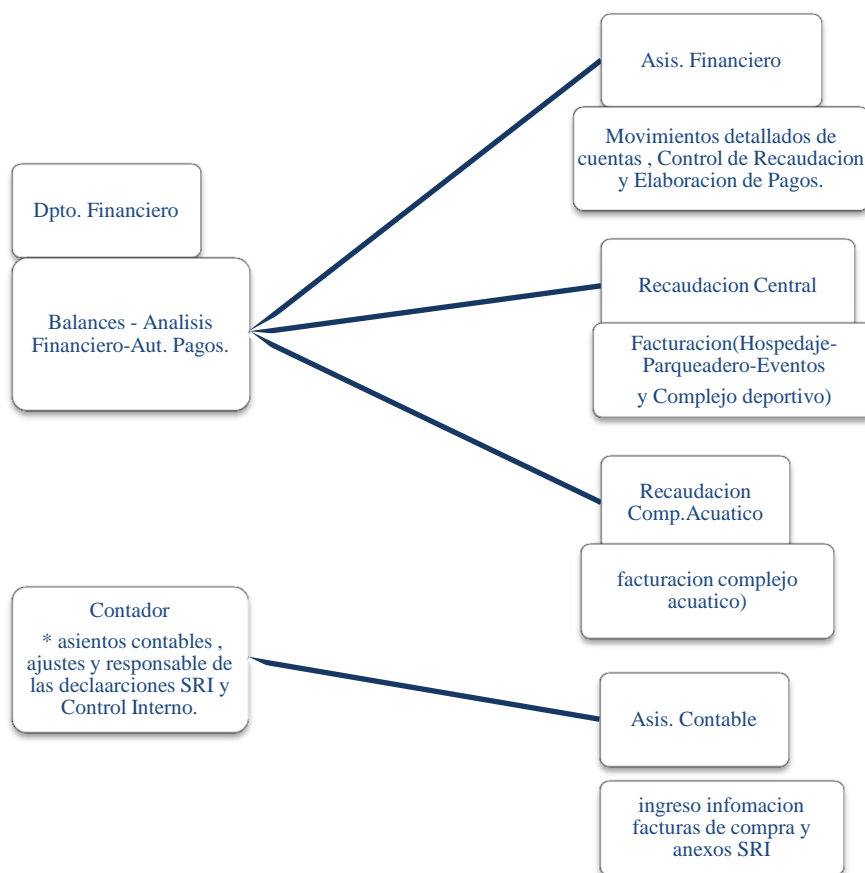 Dpto. Financiero
Balances - Analisis
Financiero-Aut. Pagos.
Asis. Financiero
Movimientos detallados de
cuentas , Control de Recaudacion
y Elaboracion de Pagos.
Recaudacion Central
Facturacion(Hospedaje-
Parqueadero-Eventos
y Complejo deportivo)
Recaudacion
Comp.Acuatico
facturacion complejo
acuatico)
Contador
* asientos contables ,
ajustes y responsable de
las declaarciones SRI y
Control Interno.
Asis. Contable
ingreso infomacion
facturas de compra y
anexos SRI